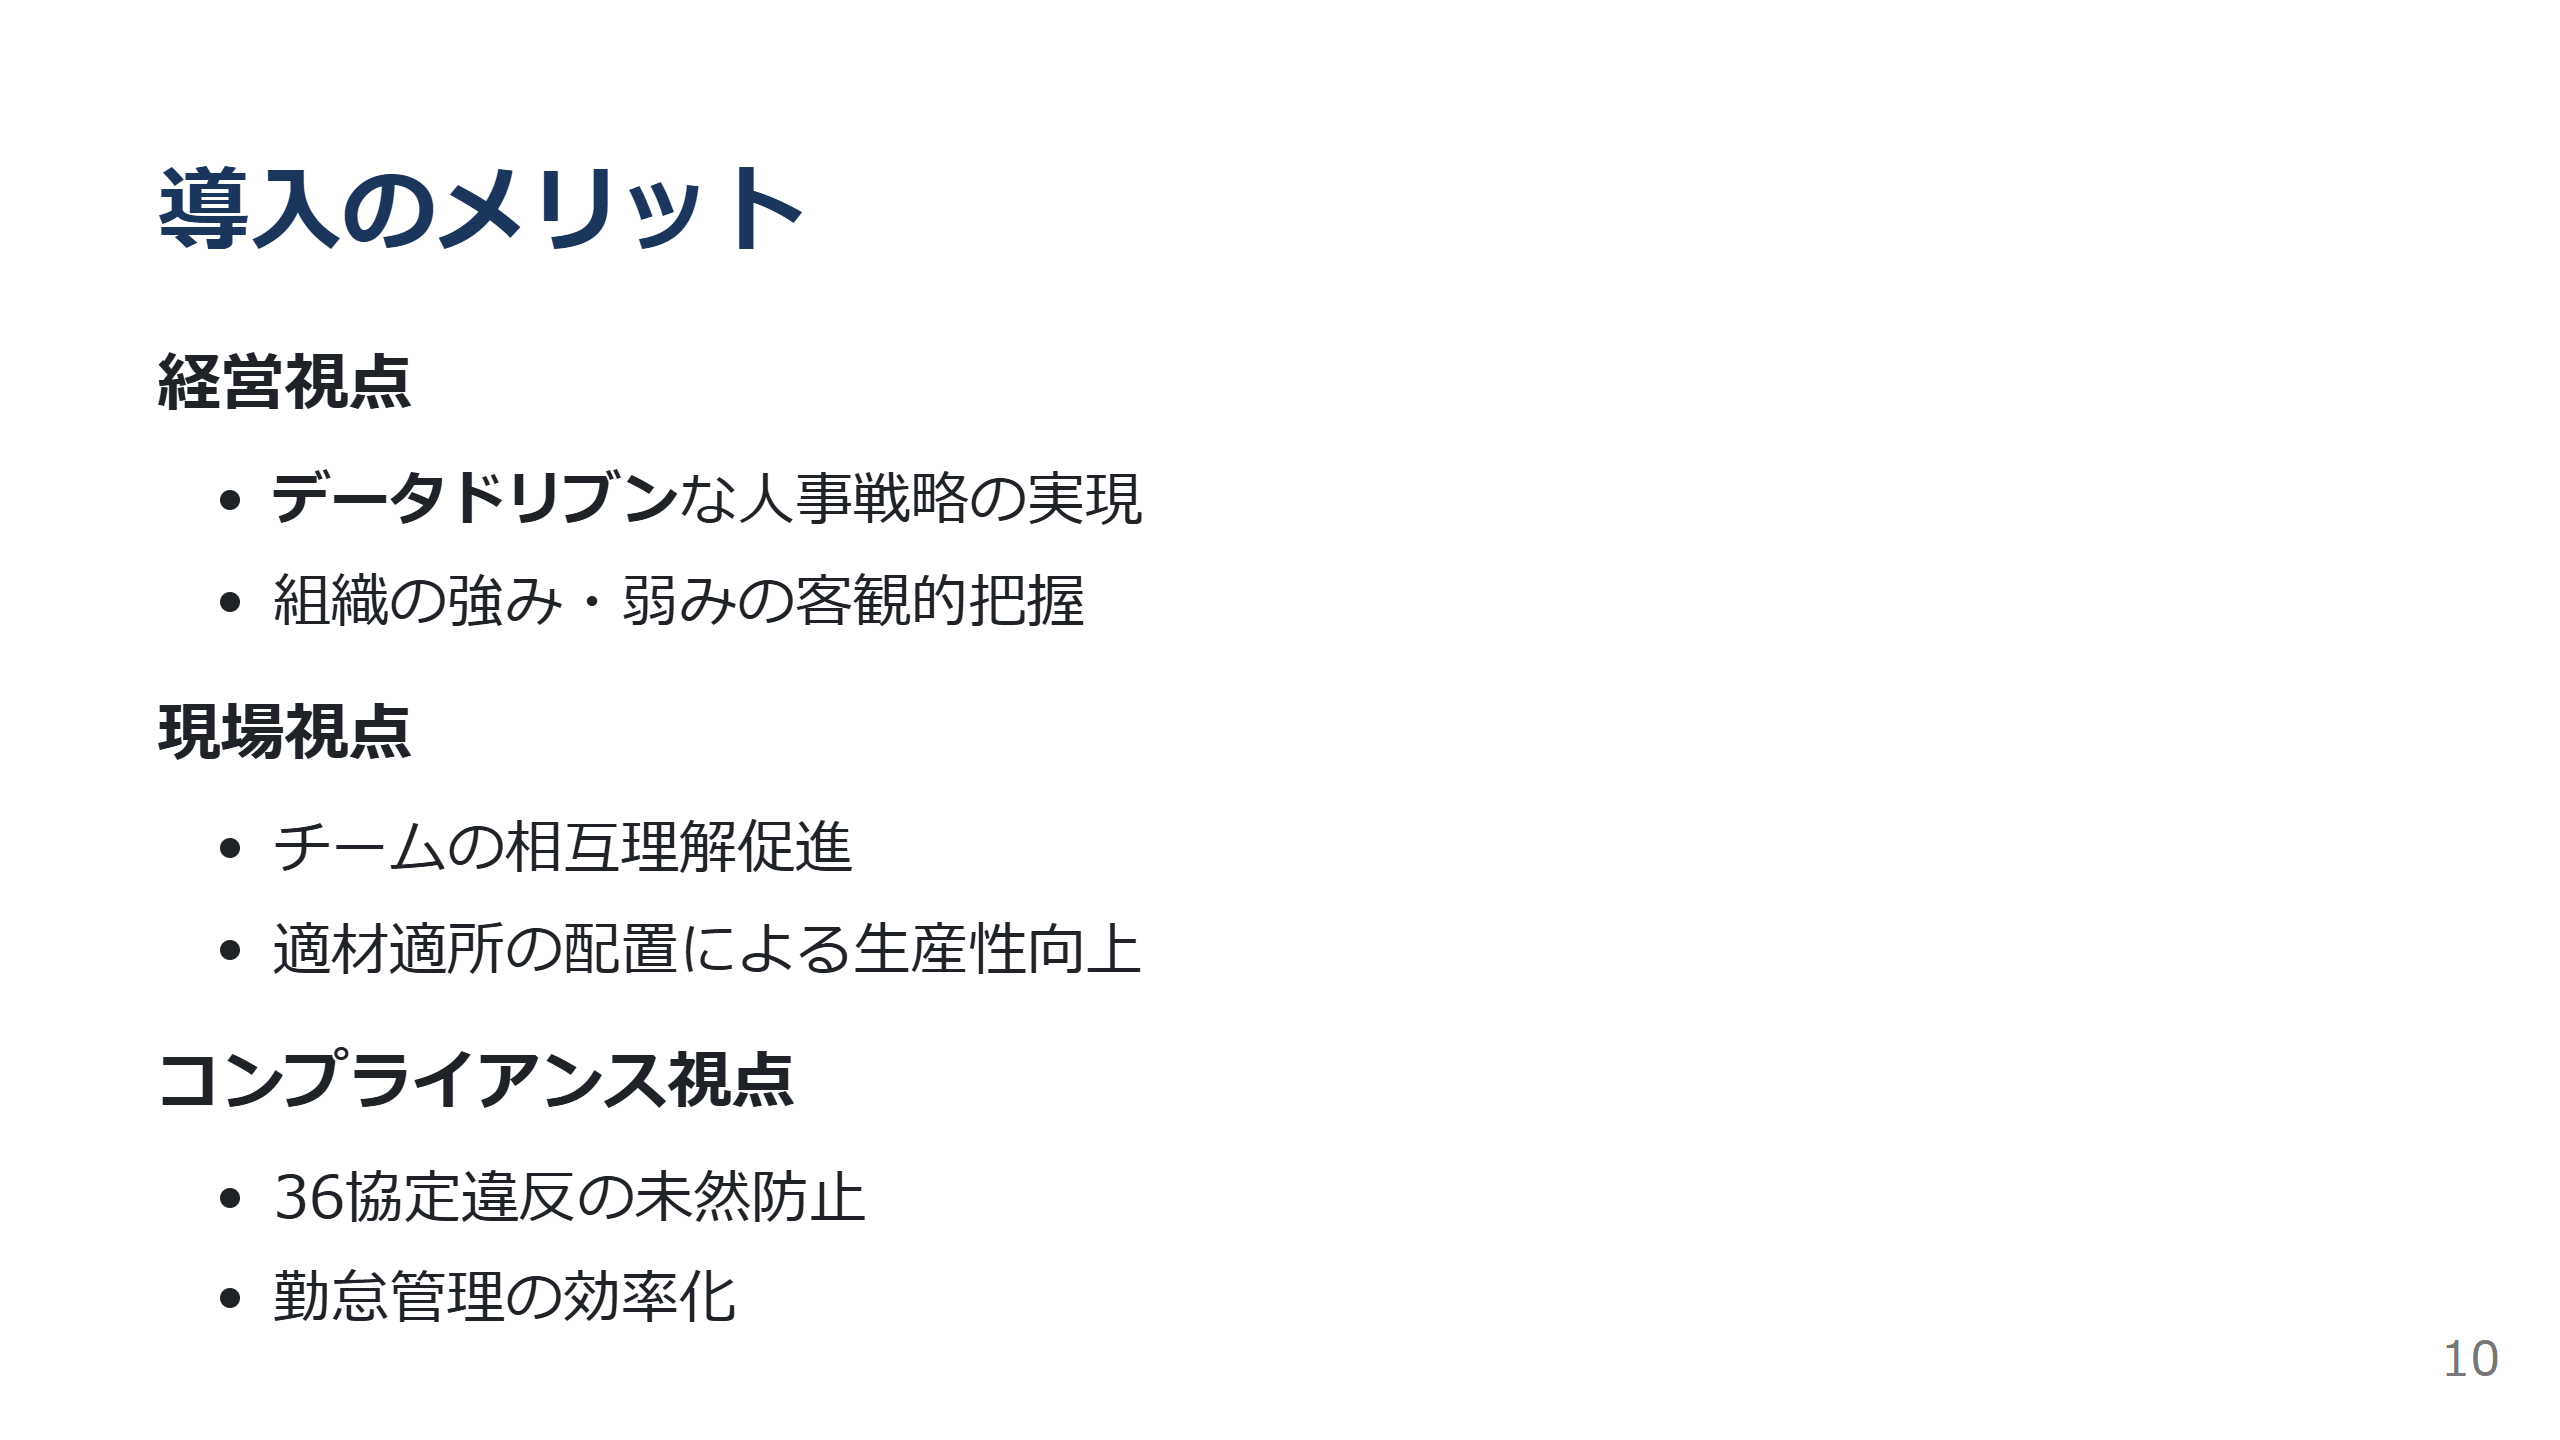 導入のメリット
経営視点
• データドリブンな人事戦略の実現
• 組織の強み・弱みの客観的把握
現場視点
• チームの相互理解促進
• 適材適所の配置による生産性向上
コンプライアンス視点
• 36協定違反の未然防止
• 勤怠管理の効率化
10